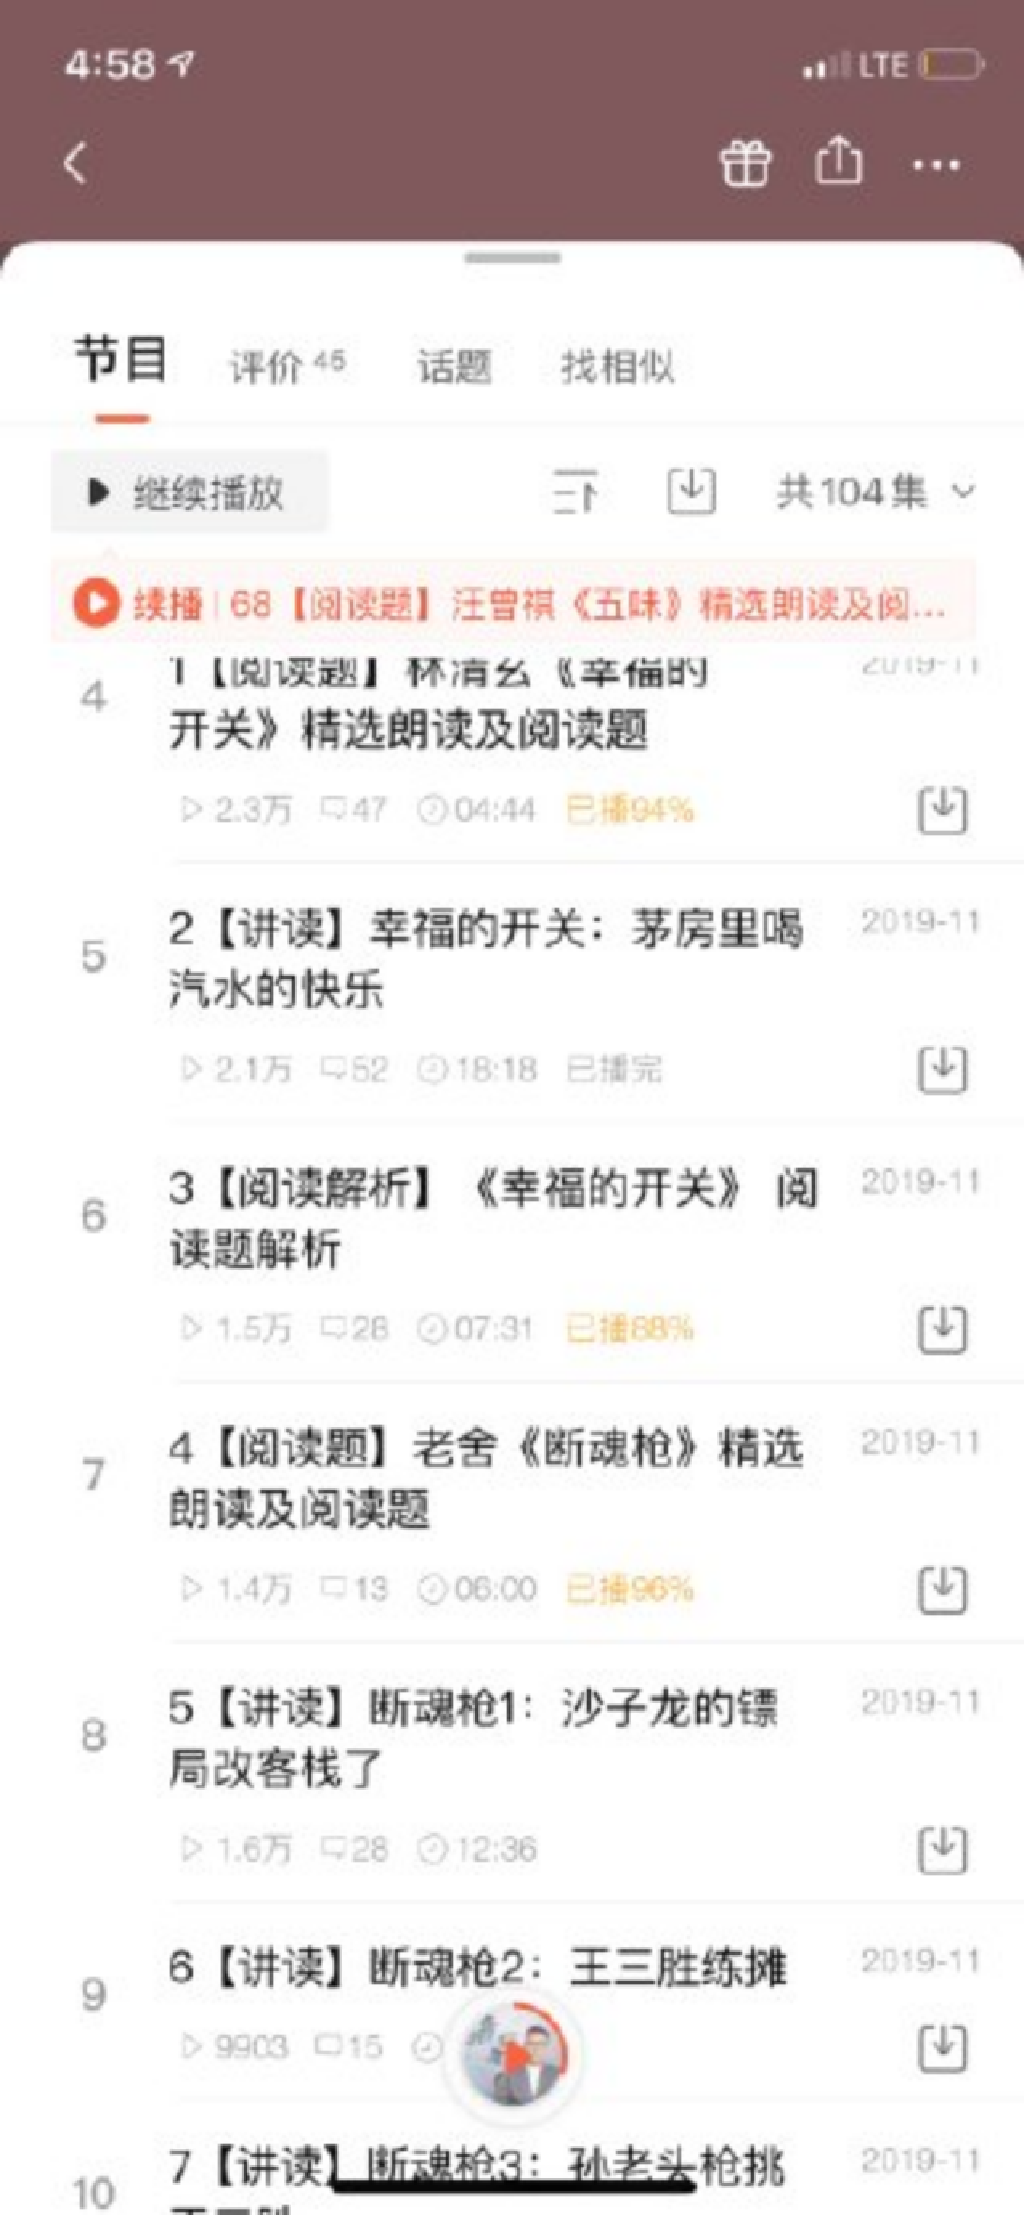 4:58
LTE
节目 评价 45 话题 找相似
继续播放 共104集
续播 | 68【阅读题】汪曾祺《五味》精选朗读及阅...
4 1【阅读题】林清玄《幸福的 2019-11
开关》精选朗读及阅读题
2.3万 47 04:44 已播94%
5 2【讲读】幸福的开关：茅房里喝 2019-11
汽水的快乐
2.1万 52 18:18 已播完
6 3【阅读解析】《幸福的开关》 阅 2019-11
读题解析
1.5万 28 07:31 已播88%
7 4【阅读题】老舍《断魂枪》精选 2019-11
朗读及阅读题
1.4万 13 06:00 已播96%
8 5【讲读】断魂枪1：沙子龙的镖 2019-11
局改客栈了
1.6万 28 12:36
9 6【讲读】断魂枪2：王三胜练摊 2019-11
9903 15
10 7【讲读】断魂枪3：孙老头枪挑 2019-11